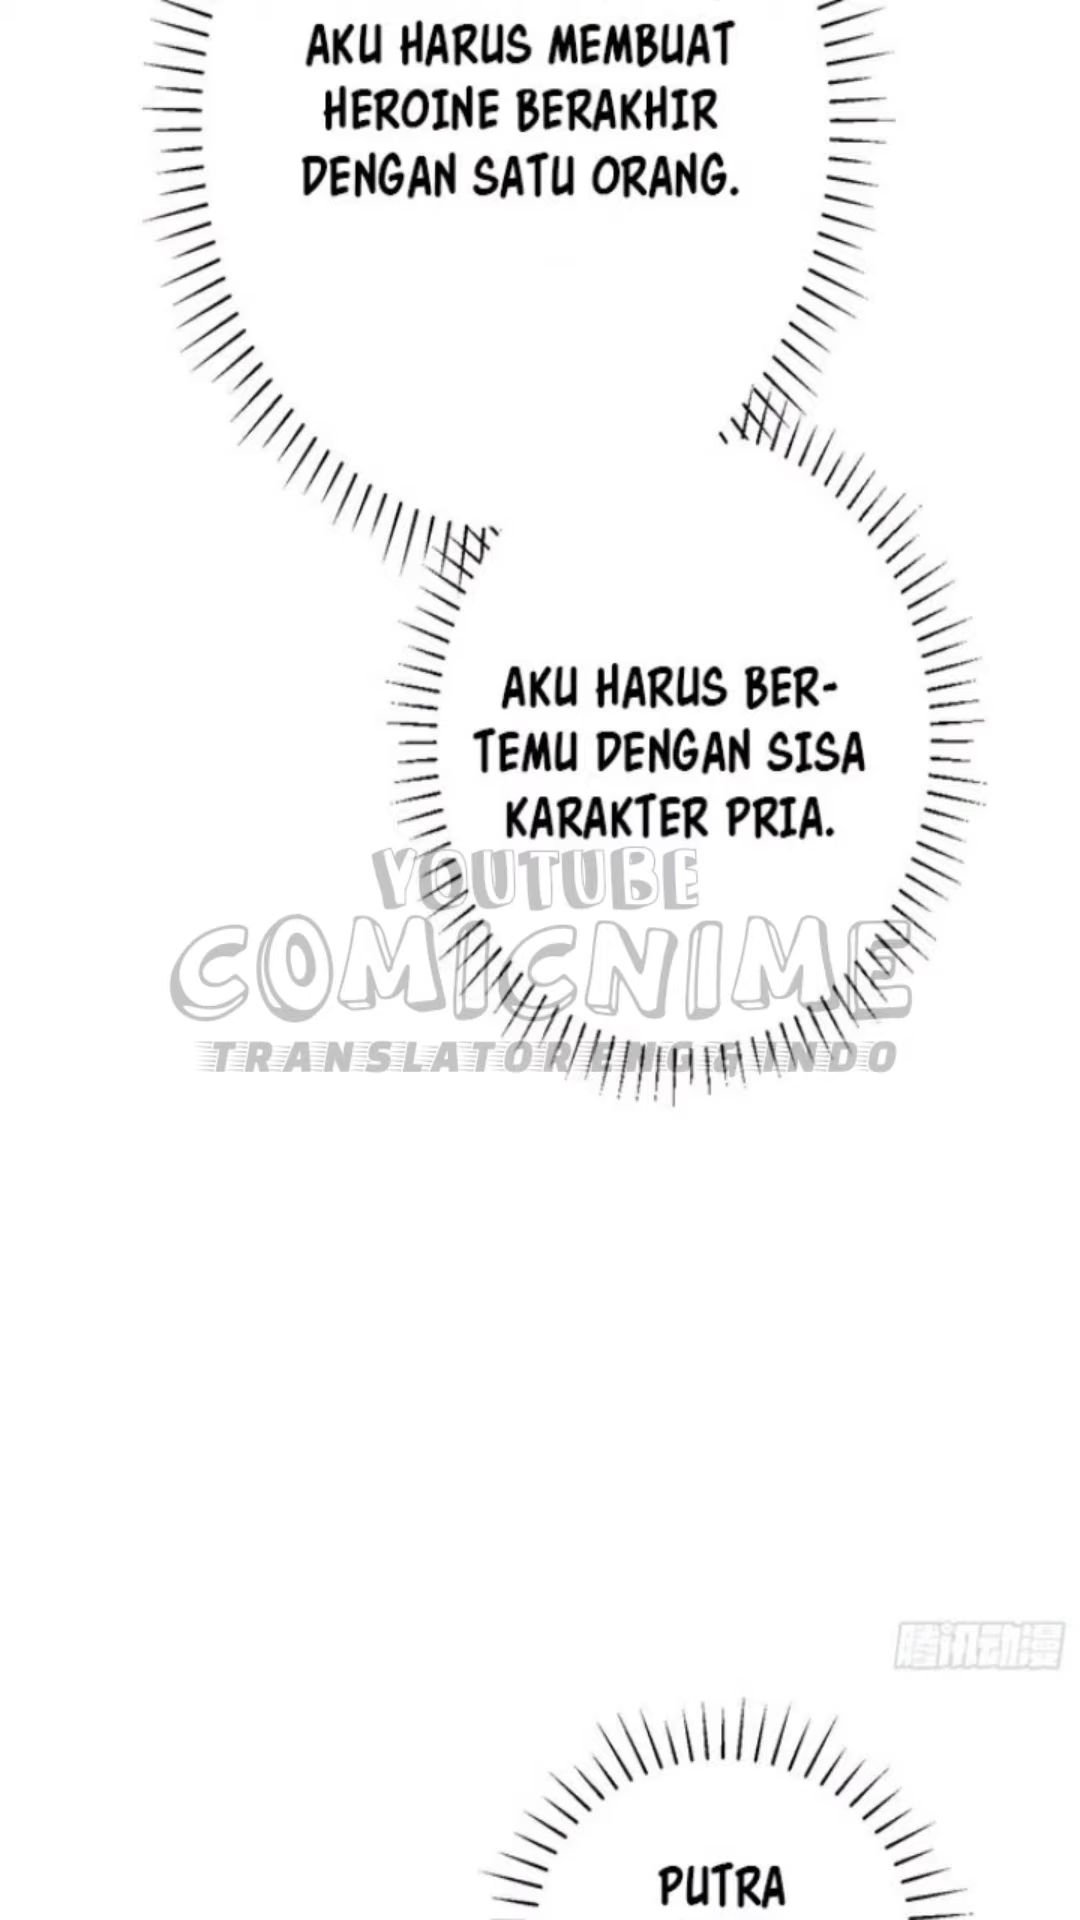 AKU HARUS MEMBUAT
HEROINE BERAKHIR
DENGAN SATU ORANG.
AKU HARUS BER-
TEMU DENGAN SISA
KARAKTER PRIA.
YOUTUBE
COMICNIME
TRANSLATOR ENG & INDO
腾讯动漫
PUTRA